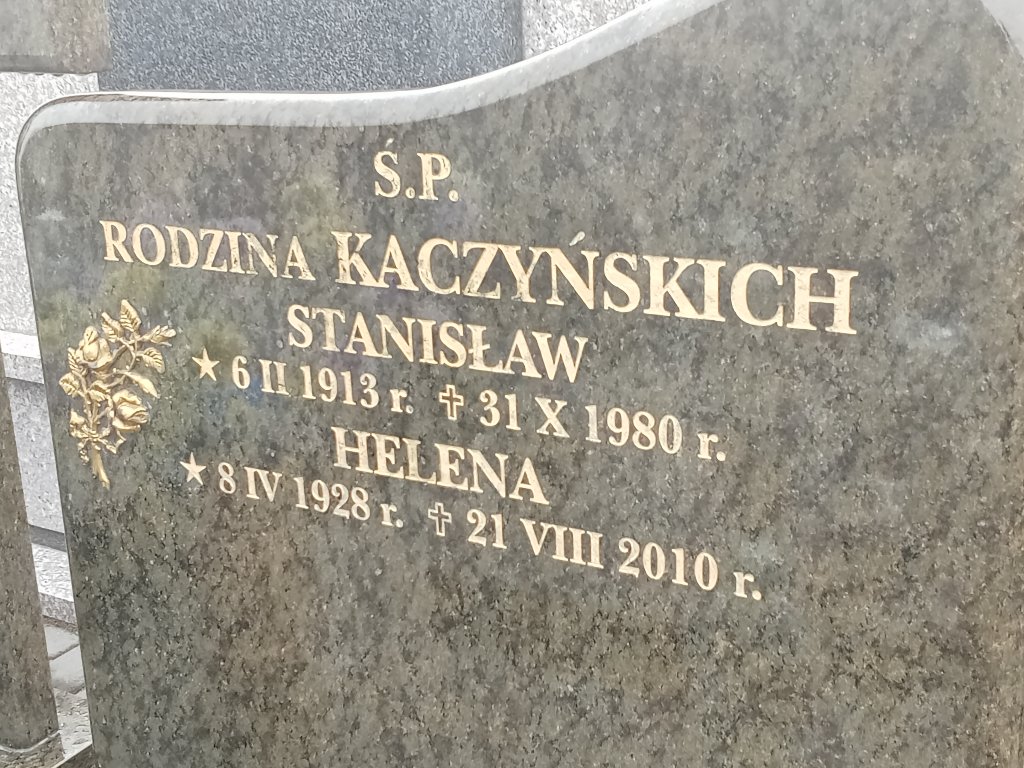 Ś.P.
RODZINA KACZYŃSKICH
STANISŁAW
★ 6 II 1913 r. ✝ 31 X 1980 r.
HELENA
★ 8 IV 1928 r. ✝ 21 VIII 2010 r.